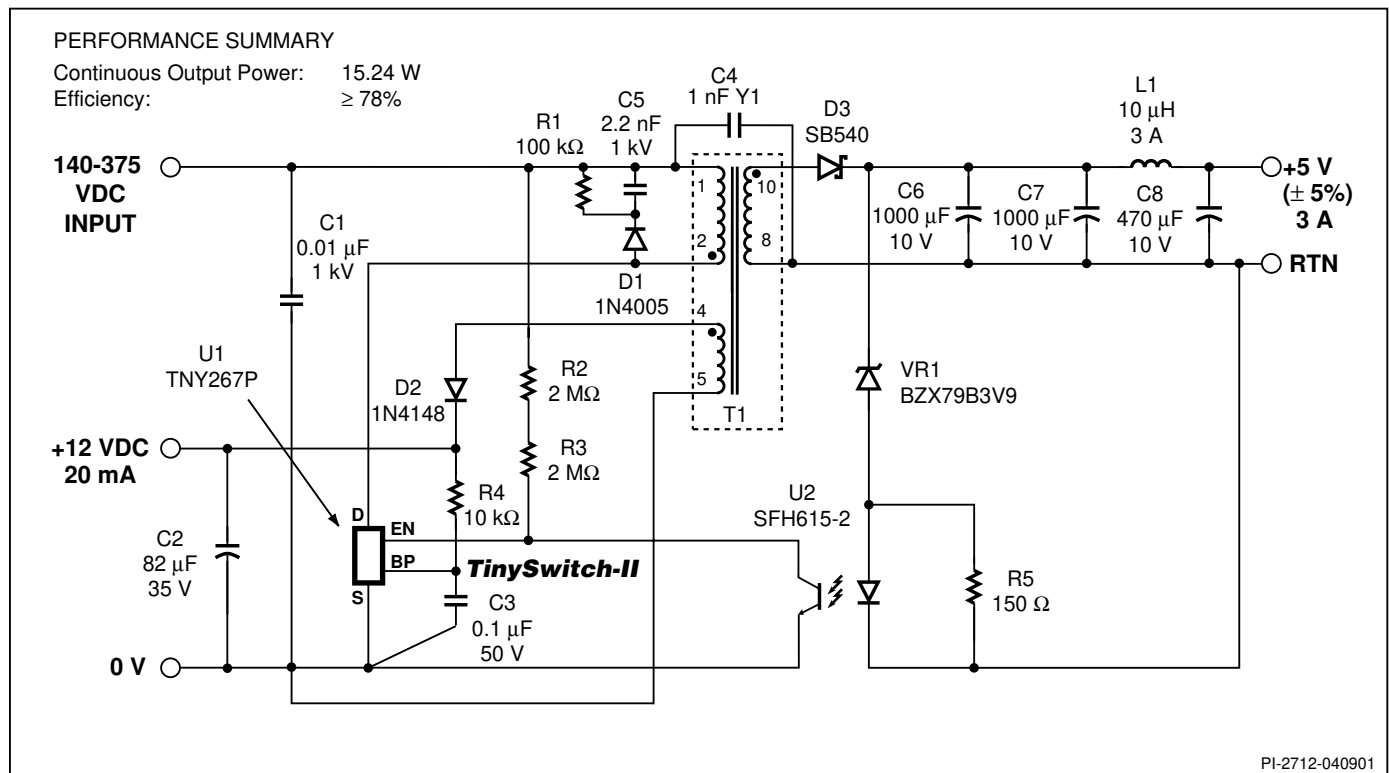 PERFORMANCE SUMMARY
Continuous Output Power: 15.24 W
Efficiency: ≥ 78%
C4
1 nF Y1
L1
10 µH
3 A
C5
2.2 nF
1 kV
R1
100 kΩ
D3
SB540
140-375
VDC
INPUT
+5 V
(± 5%)
3 A
C1
0.01 µF
1 kV
1
10
2
8
C6
1000 µF
10 V
C7
1000 µF
10 V
C8
470 µF
10 V
RTN
D1
1N4005
4
5
T1
U1
TNY267P
D2
1N4148
R2
2 MΩ
VR1
BZX79B3V9
+12 VDC
20 mA
R3
2 MΩ
R4
10 kΩ
U2
SFH615-2
D
EN
BP
S
TinySwitch-II
C2
82 µF
35 V
C3
0.1 µF
50 V
R5
150 Ω
0 V
PI-2712-040901